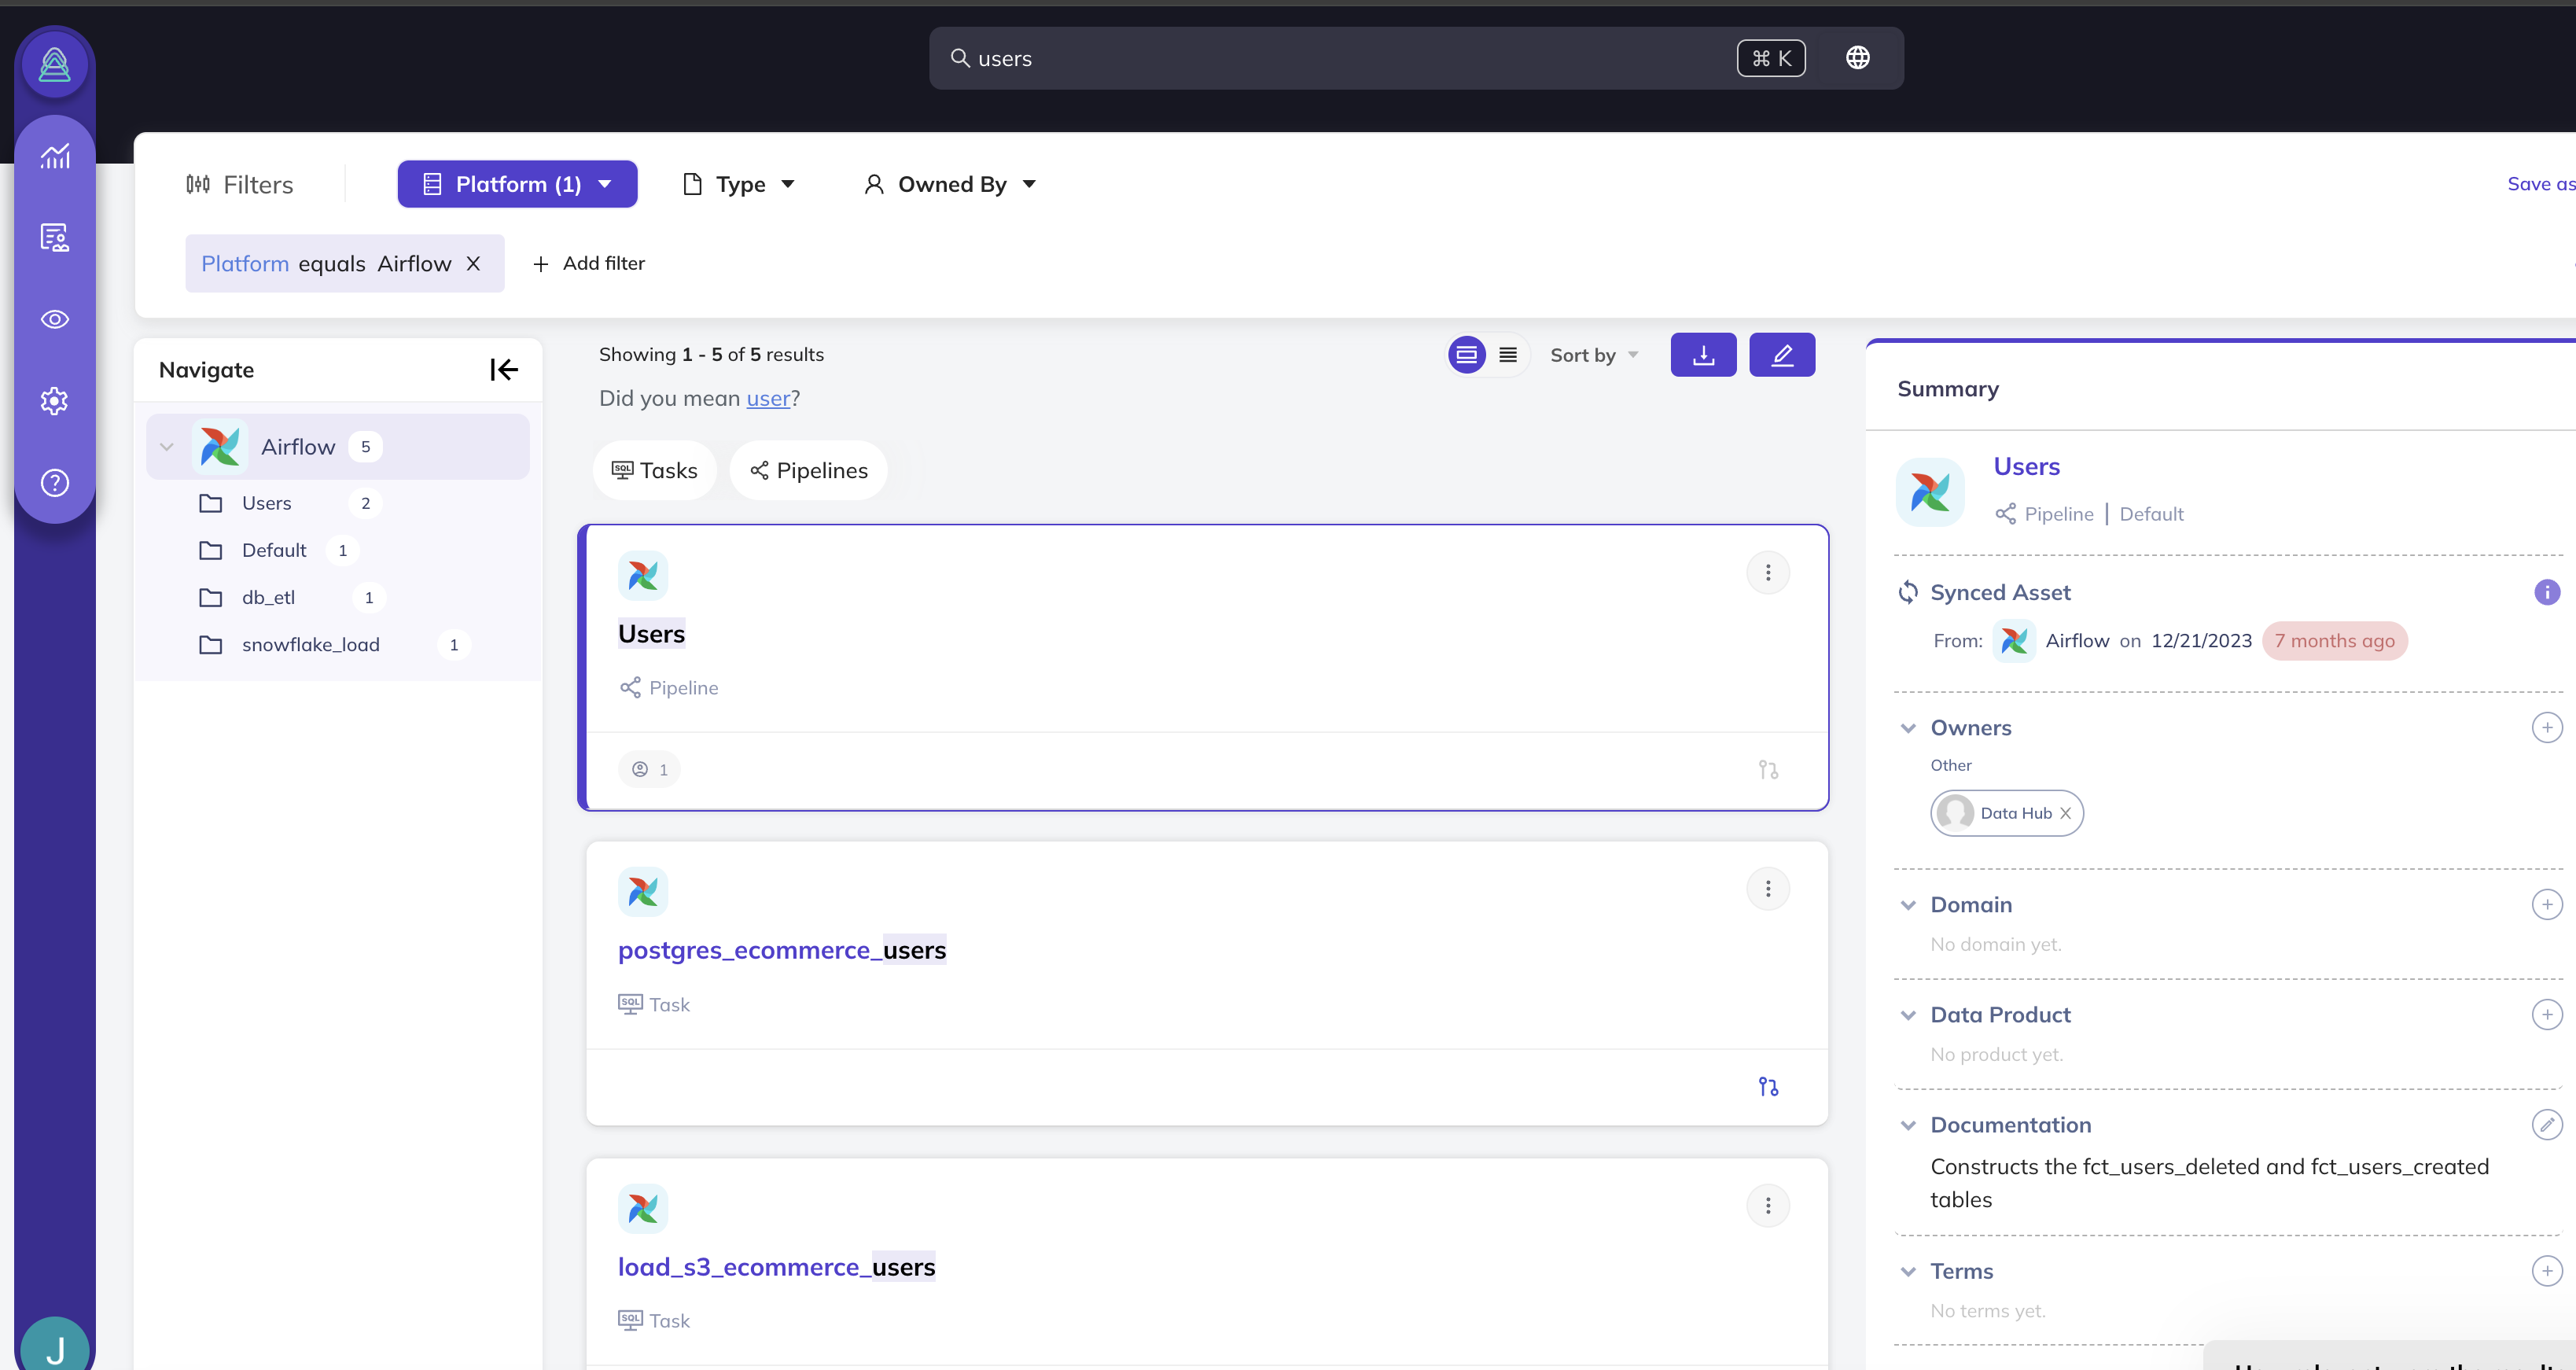 users
⌘ K
Filters
Platform (1)
Type
Owned By
Save as
Platform equals Airflow X
+ Add filter
Navigate
Airflow 5
Users 2
Default 1
db_etl 1
snowflake_load 1
J
Showing 1 - 5 of 5 results
Sort by
Did you mean user?
SQL Tasks
Pipelines
Users
Pipeline
1
postgres_ecommerce_users
SQL Task
load_s3_ecommerce_users
SQL Task
Summary
Users
Pipeline | Default
Synced Asset
From: Airflow on 12/21/2023 7 months ago
Owners
Other
Data Hub X
Domain
No domain yet.
Data Product
No product yet.
Documentation
Constructs the fct_users_deleted and fct_users_created
tables
Terms
No terms yet.